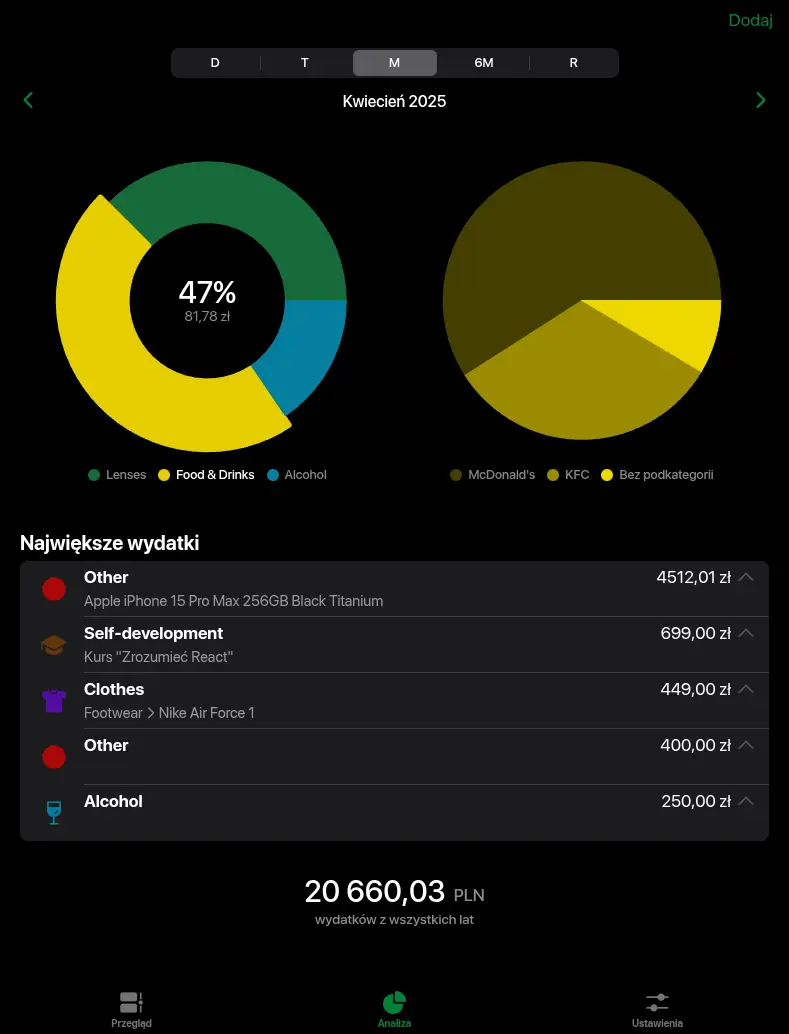 Dodaj
D T M 6M R
Kwiecień 2025
47%
81,78 zł
Lenses Food & Drinks Alcohol
McDonald's KFC Bez podkategorii
Największe wydatki
Other 4512,01 zł
Apple iPhone 15 Pro Max 256GB Black Titanium
Self-development 699,00 zł
Kurs "Zrozumieć React"
Clothes 449,00 zł
Footwear > Nike Air Force 1
Other 400,00 zł
Alcohol 250,00 zł
20 660,03 PLN
wydatków z wszystkich lat
Przegląd Analiza Ustawienia